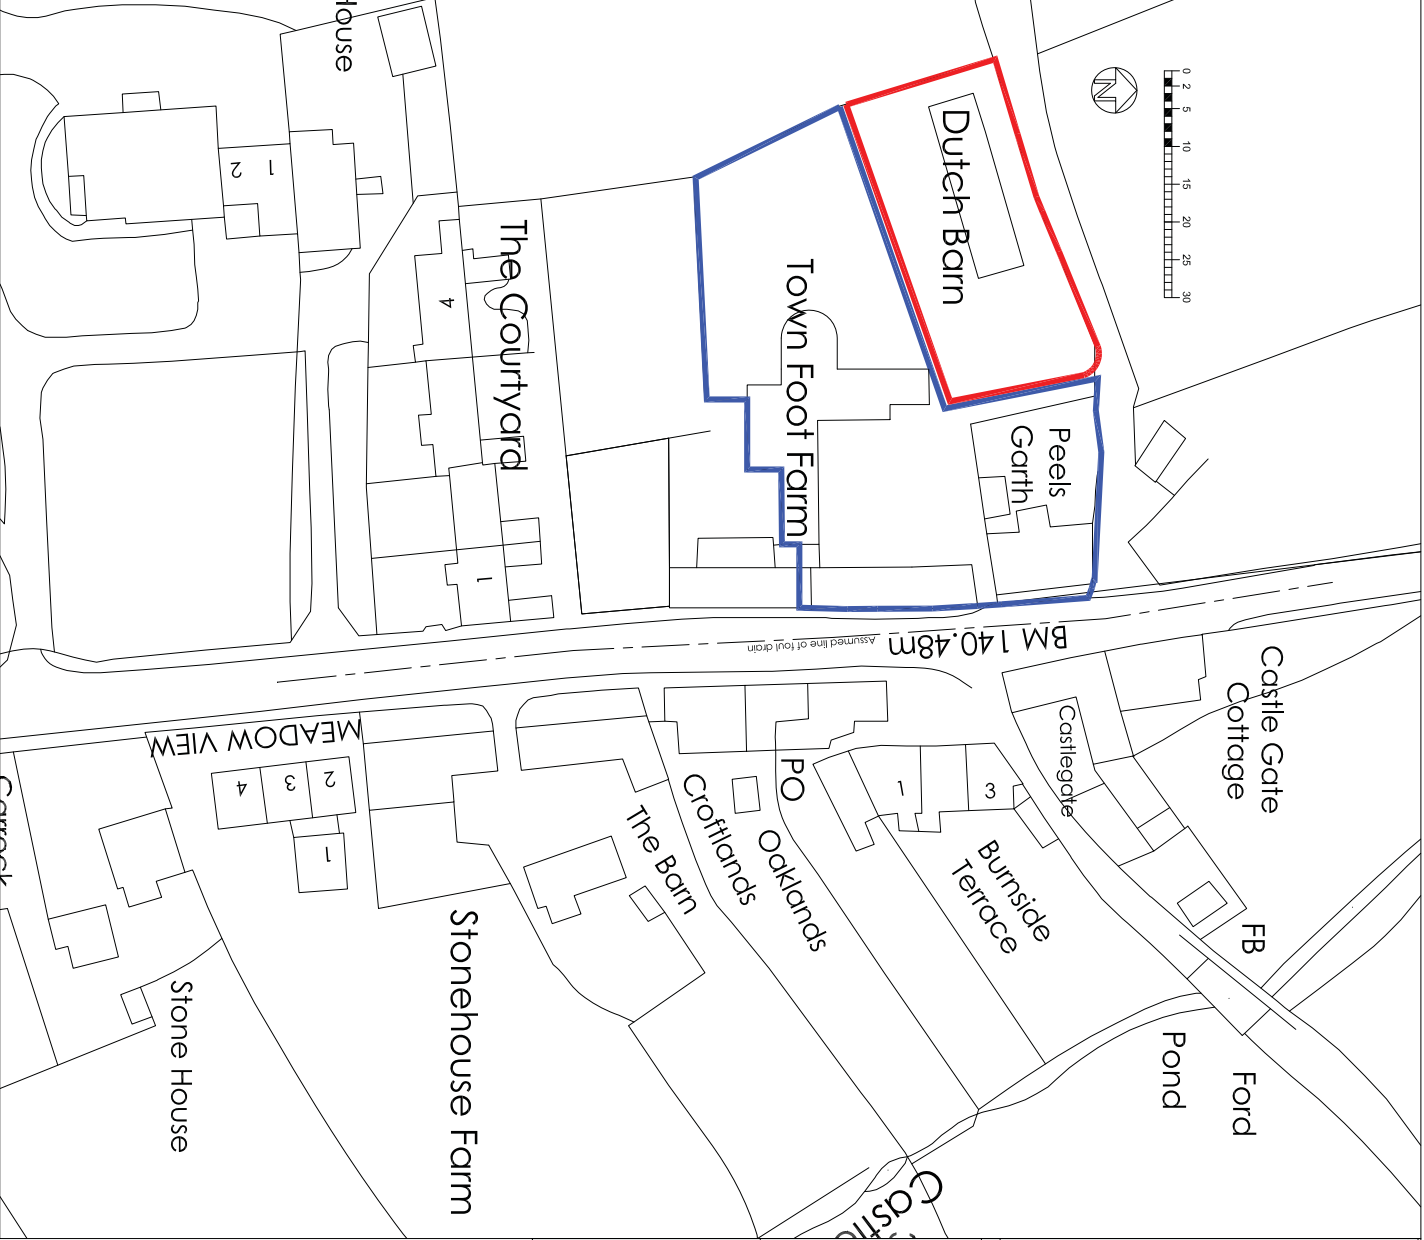 House
0 2 5 10 15 20 25 30
N
Dutch Barn
1
2
The Courtyard
4
1
Town Foot Farm
Peels
Garth
BM 140.48m
Assumed line of foul drain
MEADOW VIEW
4
3
2
1
Castle Gate
Cottage
Castlegate
PO
1
3
Croftlands
Oaklands
The Barn
Burnside
Terrace
FB
Stonehouse Farm
Stone House
Pond
Ford